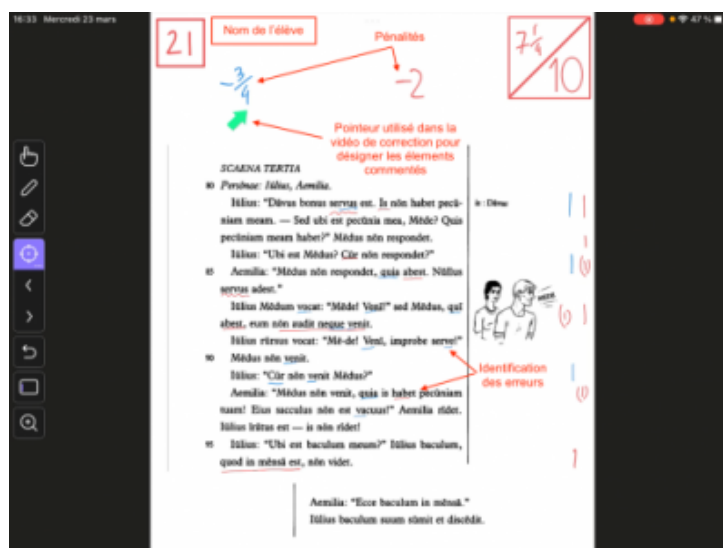 16:33 Mercredi 23 mars
47 %
21
Nom de l'élève
Pénalités
7 1/4
10
-3/4
-2
Pointeur utilisé dans la
vidéo de correction pour
désigner les élements
commentés
SCAENA TERTIA
80 Persōnae: Iūlius, Aemilia.
Iūlius: "Dāvus bonus servus est. Is nōn habet pecū-
is : Dāvus
niam meam. — Sed ubi est pecūnia mea, Mēde? Quis
pecūniam meam habet?" Mēdus nōn respondet.
Iūlius: "Ubi est Mēdus? Cūr nōn respondet?"
85 Aemilia: "Mēdus nōn respondet, quia abest. Nūllus
servus adest."
Iūlius Mēdum vocat: "Mēde! Venī!" sed Mēdus, quī
abest, eum nōn audit neque venit.
Iūlius rūrsus vocat: "Mē-de! Venī, improbe serve!"
90 Mēdus nōn venit.
Iūlius: "Cūr nōn venit Mēdus?"
Identification
des erreurs
Aemilia: "Mēdus nōn venit, quia is habet pecūniam
tuam! Eius sacculus nōn est vacuus!" Aemilia rīdet.
Iūlius īrātus est — is nōn rīdet!
95 Iūlius: "Ubi est baculum meum?" Iūlius baculum,
quod in mēnsā est, nōn videt.
Aemilia: "Ecce baculum in mēnsā."
Iūlius baculum suum sūmit et discēdit.